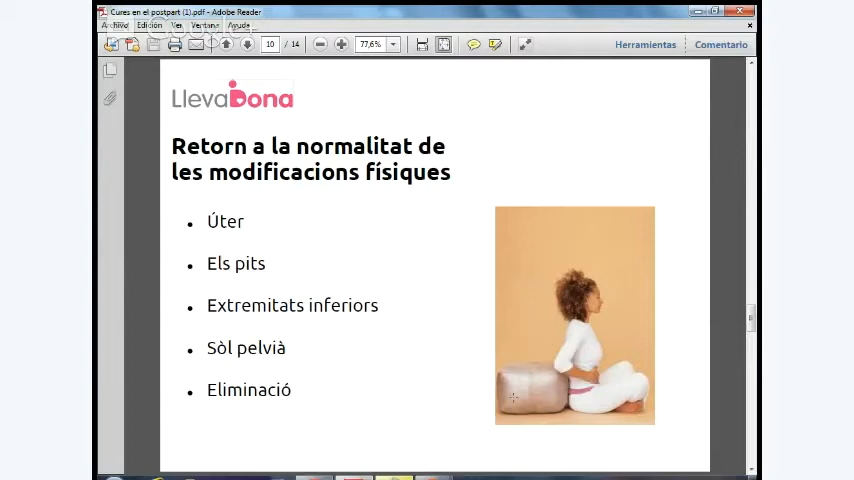 Cures en el postpart (1).pdf - Adobe Reader
Archivo Edición Ver Ventana Ayuda
10 / 14 77,6% Herramientas Comentario
LlevaDona
Retorn a la normalitat de
les modificacions físiques
• Úter
• Els pits
• Extremitats inferiors
• Sòl pelvià
• Eliminació